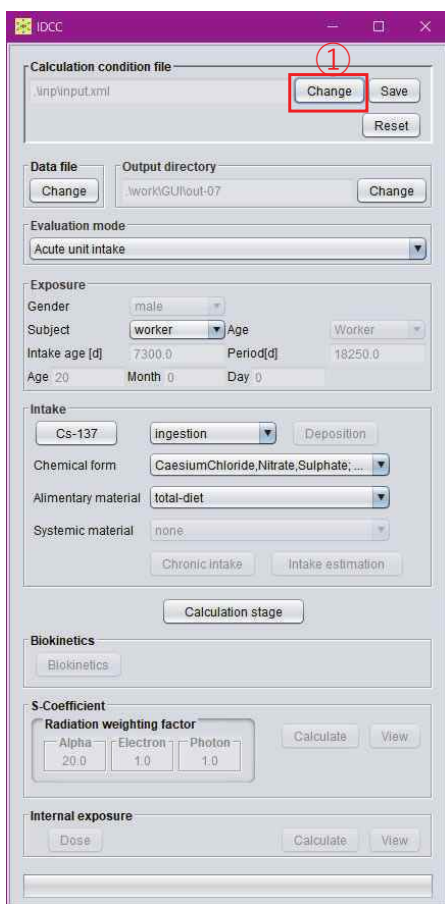 IDCC
①
Calculation condition file
.\inp\input.xml Change Save
Reset
Data file Output directory
Change .\work\GUI\out-07 Change
Evaluation mode
Acute unit intake
Exposure
Gender male
Subject worker Age Worker
Intake age [d] 7300.0 Period[d] 18250.0
Age 20 Month 0 Day 0
Intake
Cs-137 ingestion Deposition
Chemical form CaesiumChloride,Nitrate,Sulphate; ...
Alimentary material total-diet
Systemic material none
Chronic intake Intake estimation
Calculation stage
Biokinetics
Biokinetics
S-Coefficient
Radiation weighting factor
Alpha Electron Photon
20.0 1.0 1.0
Calculate View
Internal exposure
Dose Calculate View